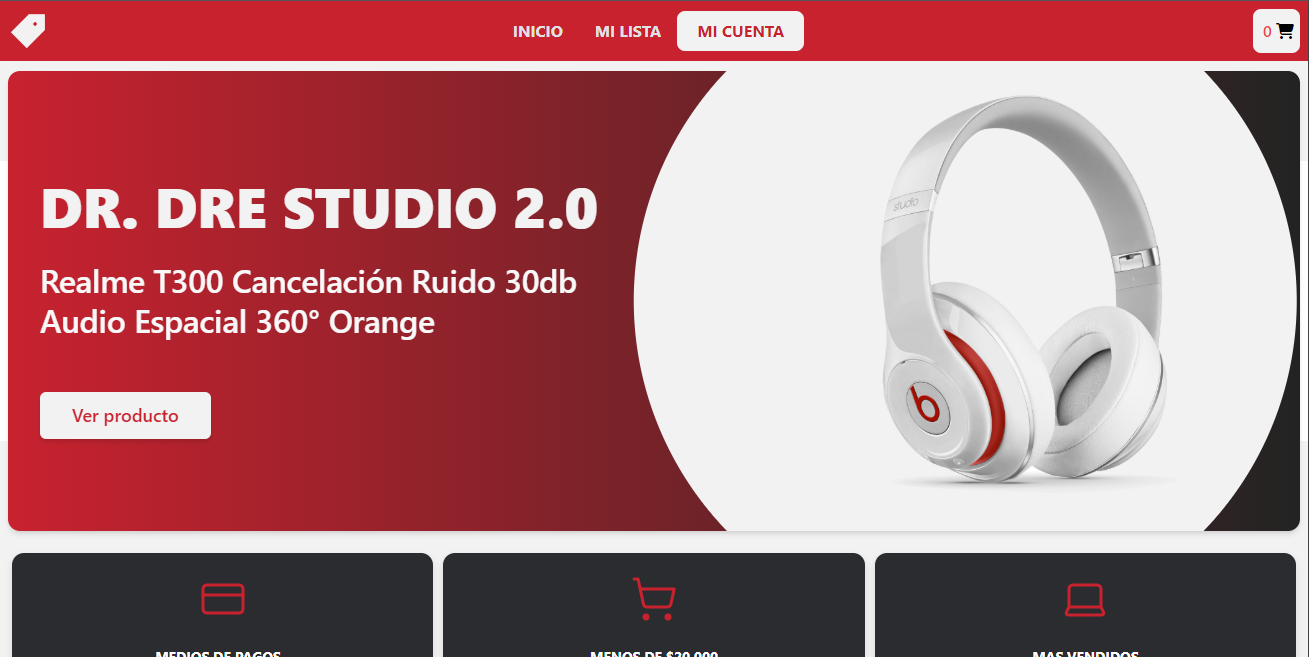 INICIO MI LISTA MI CUENTA 0
DR. DRE STUDIO 2.0
Realme T300 Cancelación Ruido 30db
Audio Espacial 360° Orange
Ver producto
studio
b
MEDIOS DE PAGOS MENOS DE $20.000 MAS VENDIDOS